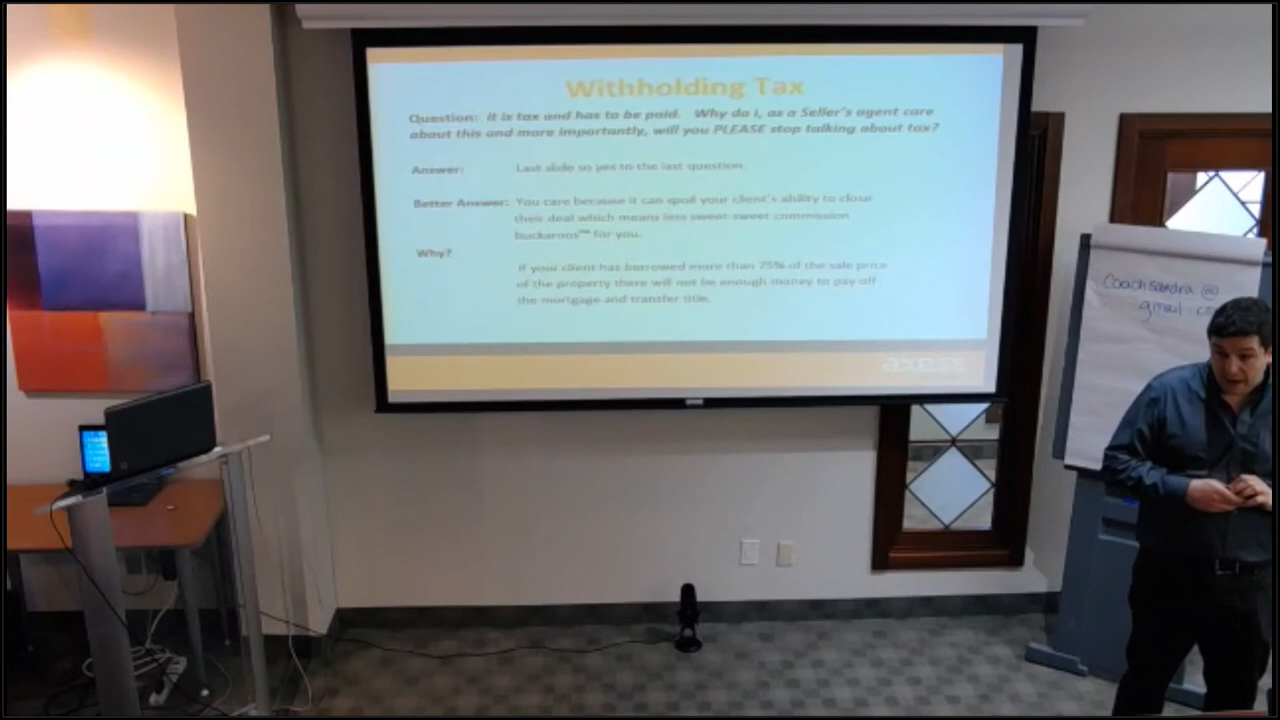 Withholding Tax
Question: It is tax and has to be paid. Why do I, as a Seller's agent care
about this and more importantly, will you PLEASE stop talking about tax?
Answer: Last slide so yes to the last question.
Better Answer: You care because it can spoil your client's ability to close
their deal which means less sweet-sweet commission
buckaroos™ for you.
Why?
If your client has borrowed more than 75% of the sale price
of the property there will not be enough money to pay off
the mortgage and transfer title.
axess
Coachsandra @
gmail.